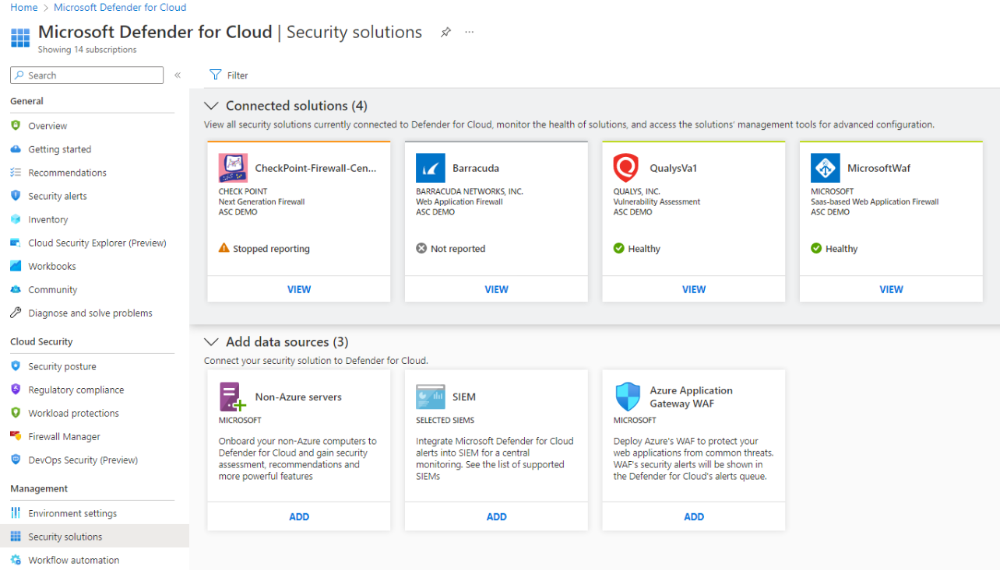 Home > Microsoft Defender for Cloud
Microsoft Defender for Cloud | Security solutions
Showing 14 subscriptions
Search
«
General
Overview
Getting started
Recommendations
Security alerts
Inventory
Cloud Security Explorer (Preview)
Workbooks
Community
Diagnose and solve problems
Cloud Security
Security posture
Regulatory compliance
Workload protections
Firewall Manager
DevOps Security (Preview)
Management
Environment settings
Security solutions
Workflow automation
Filter
Connected solutions (4)
View all security solutions currently connected to Defender for Cloud, monitor the health of solutions, and access the solutions' management tools for advanced configuration.
CheckPoint-Firewall-Cen...
CHECK POINT
Next Generation Firewall
ASC DEMO
Stopped reporting
VIEW
Barracuda
BARRACUDA NETWORKS, INC.
Web Application Firewall
ASC DEMO
Not reported
VIEW
QualysVa1
QUALYS, INC.
Vulnerability Assessment
ASC DEMO
Healthy
VIEW
MicrosoftWaf
MICROSOFT
Saas-based Web Application Firewall
ASC DEMO
Healthy
VIEW
Add data sources (3)
Connect your security solution to Defender for Cloud.
Non-Azure servers
MICROSOFT
Onboard your non-Azure computers to
Defender for Cloud and gain security
assessment, recommendations and
more powerful features
ADD
SIEM
SELECTED SIEMS
Integrate Microsoft Defender for Cloud
alerts into SIEM for a central
monitoring. See the list of supported
SIEMs
ADD
Azure Application
Gateway WAF
MICROSOFT
Deploy Azure's WAF to protect your
web applications from common threats.
WAF's security alerts will be shown in
the Defender for Cloud's alerts queue.
ADD